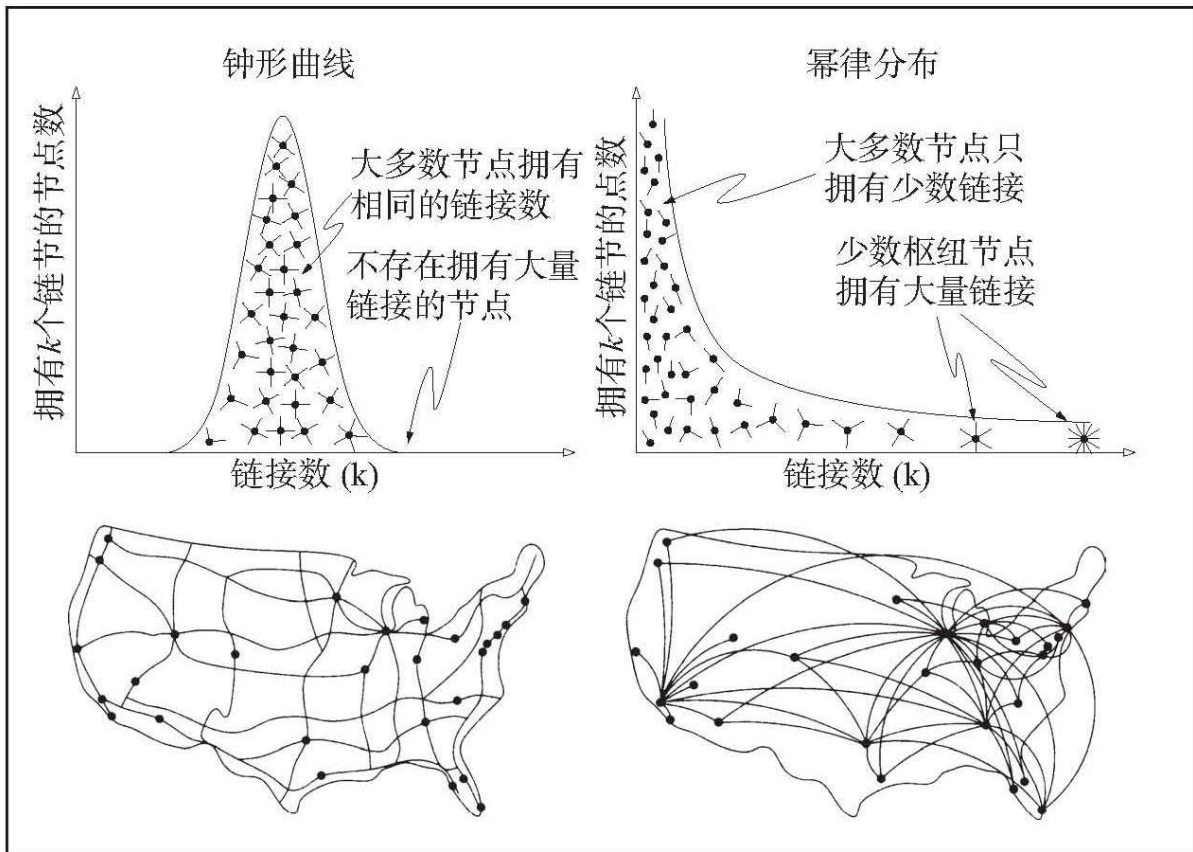 钟形曲线
拥有k个链节的节点数
大多数节点拥有
相同的链接数
不存在拥有大量
链接的节点
链接数 (k)
幂律分布
拥有k个链节的点数
大多数节点只
拥有少数链接
少数枢纽节点
拥有大量链接
链接数 (k)